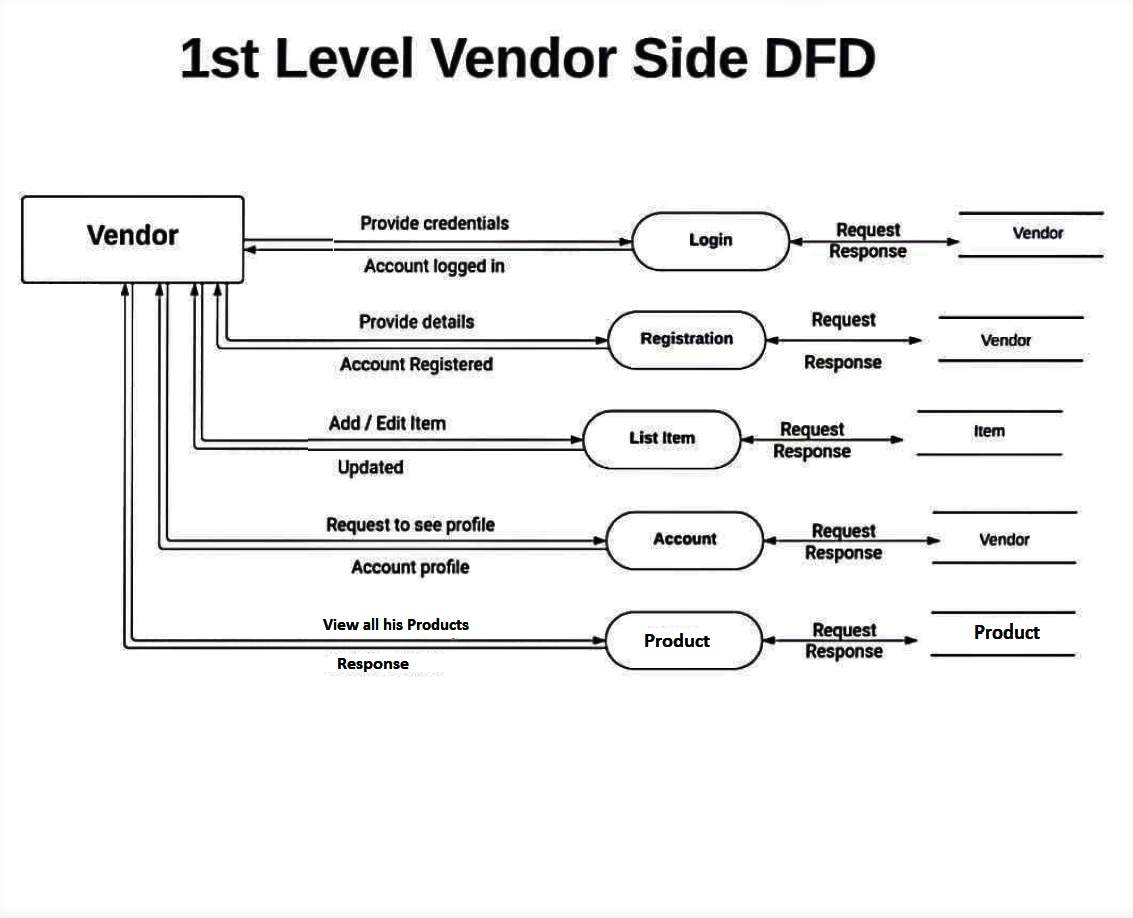 1st Level Vendor Side DFD
Vendor
Provide credentials
Account logged in
Login
Request
Response
Vendor
Provide details
Account Registered
Registration
Request
Response
Vendor
Add / Edit Item
Updated
List Item
Request
Response
Item
Request to see profile
Account profile
Account
Request
Response
Vendor
View all his Products
Response
Product
Request
Response
Product